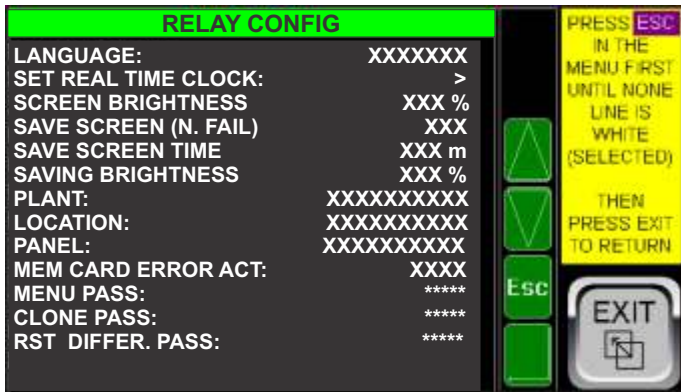 RELAY CONFIG
LANGUAGE: XXXXXXX
SET REAL TIME CLOCK: >
SCREEN BRIGHTNESS XXX %
SAVE SCREEN (N. FAIL) XXX
SAVE SCREEN TIME XXX m
SAVING BRIGHTNESS XXX %
PLANT: XXXXXXXXXX
LOCATION: XXXXXXXXXX
PANEL: XXXXXXXXXX
MEM CARD ERROR ACT: XXXX
MENU PASS: *****
CLONE PASS: *****
RST DIFFER. PASS: *****
Esc
PRESS ESC
IN THE
MENU FIRST
UNTIL NONE
LINE IS
WHITE
(SELECTED)
THEN
PRESS EXIT
TO RETURN
EXIT